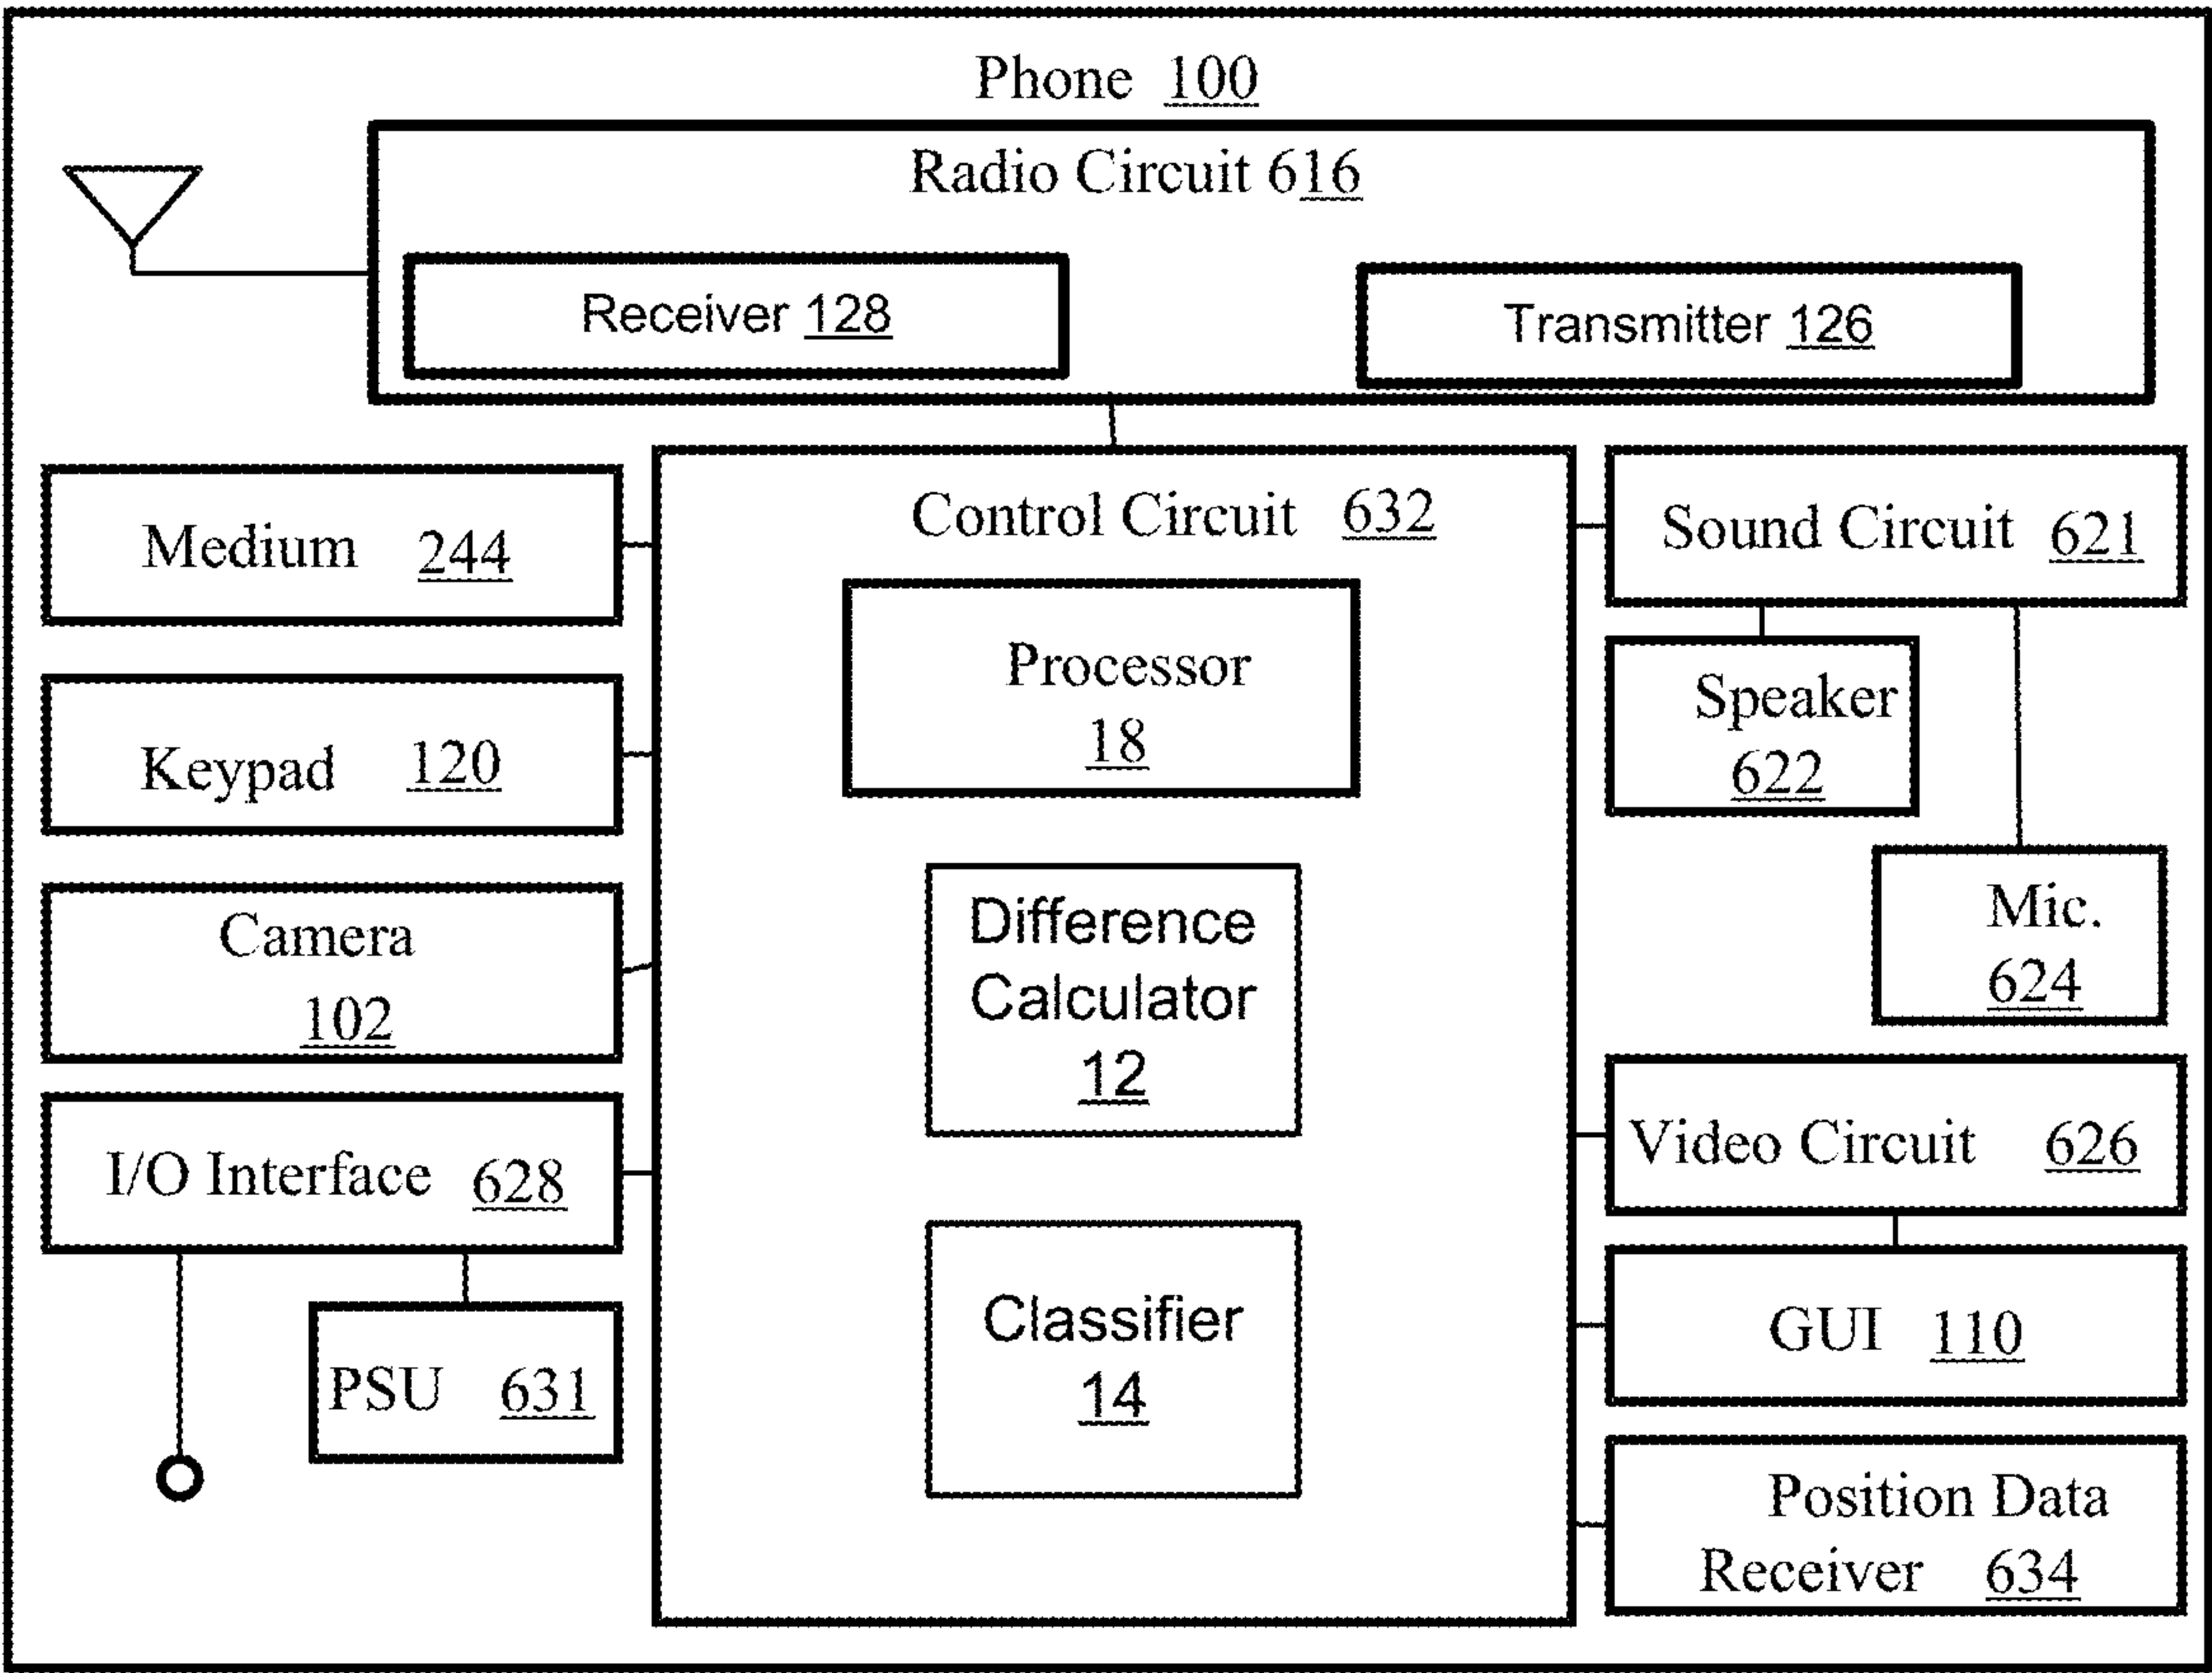 Phone 100
Radio Circuit 616
Receiver 128
Transmitter 126
Medium 244
Keypad 120
Camera
102
I/O Interface 628
PSU 631
Control Circuit 632
Processor
18
Difference
Calculator
12
Classifier
14
Sound Circuit 621
Speaker
622
Mic.
624
Video Circuit 626
GUI 110
Position Data
Receiver 634